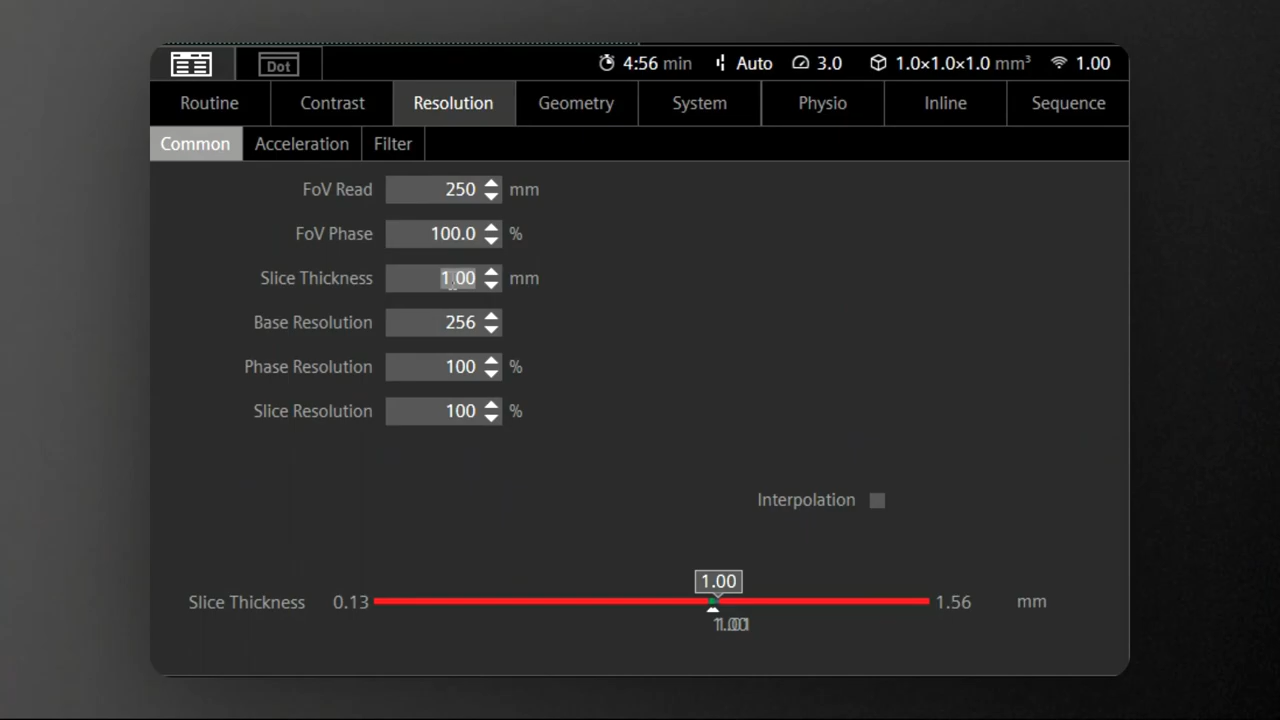 Dot 4:56 min Auto 3.0 1.0×1.0×1.0 mm³ 1.00
Routine Contrast Resolution Geometry System Physio Inline Sequence
Common Acceleration Filter
FoV Read 250 mm
FoV Phase 100.0 %
Slice Thickness 1.00 mm
Base Resolution 256
Phase Resolution 100 %
Slice Resolution 100 %
Interpolation
1.00
Slice Thickness 0.13 1.56 mm